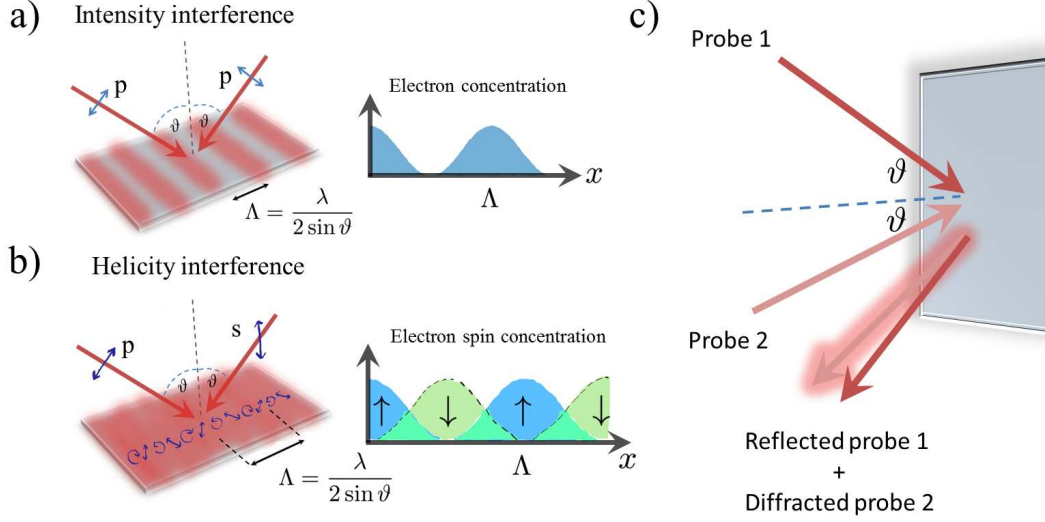 a)
Intensity interference
p
p
ϑ
ϑ
Λ = λ / 2 sin ϑ
Electron concentration
Λ
x
b)
Helicity interference
p
s
ϑ
ϑ
Λ = λ / 2 sin ϑ
Electron spin concentration
↑
↓
↑
↓
Λ
x
c)
Probe 1
ϑ
ϑ
Probe 2
Reflected probe 1
+
Diffracted probe 2